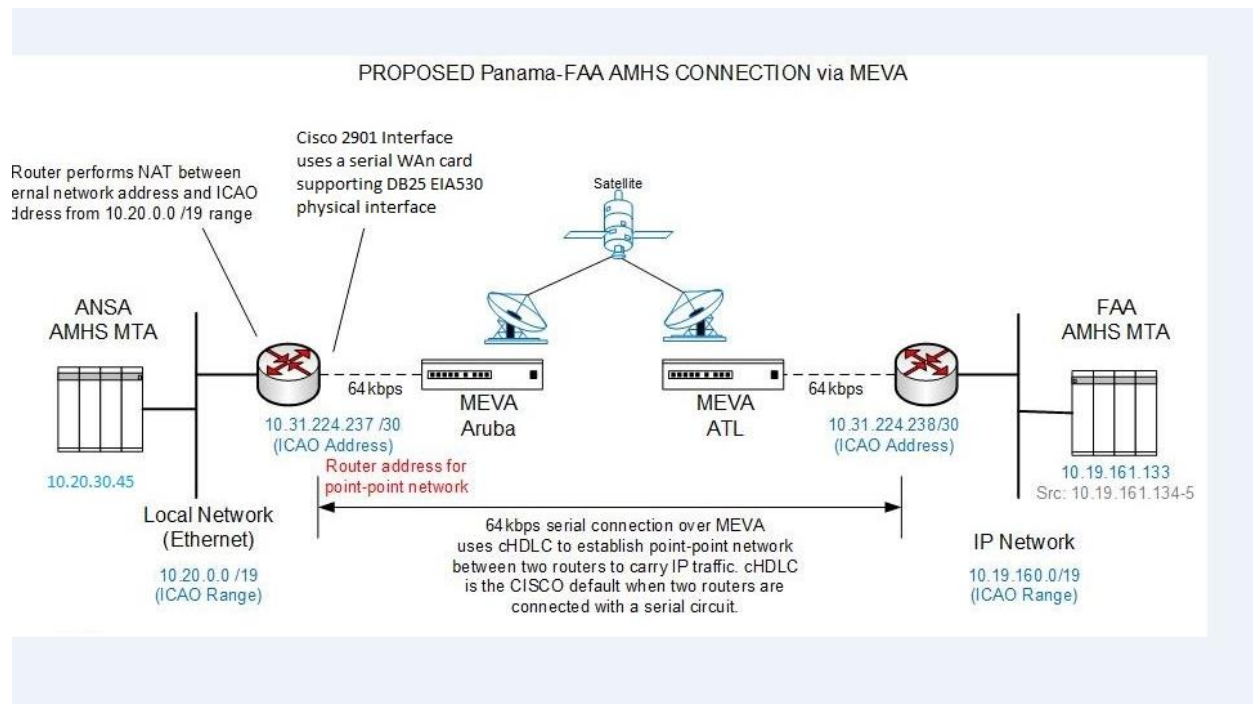 PROPOSED Panama-FAA AMHS CONNECTION via MEVA
Router performs NAT between
ernal network address and ICAO
ddress from 10.20.0.0 /19 range
Cisco 2901 Interface
uses a serial WAn card
supporting DB25 EIA530
physical interface
Satellite
ANSA
AMHS MTA
10.20.30.45
Local Network
(Ethernet)
10.20.0.0 /19
(ICAO Range)
64kbps
10.31.224.237 /30
(ICAO Address)
Router address for
point-point network
MEVA
Aruba
MEVA
ATL
64kbps
10.31.224.238/30
(ICAO Address)
64kbps serial connection over MEVA
uses cHDLC to establish point-point network
between two routers to carry IP traffic. cHDLC
is the CISCO default when two routers are
connected with a serial circuit.
FAA
AMHS MTA
10.19.161.133
Src: 10.19.161.134-5
IP Network
10.19.160.0/19
(ICAO Range)